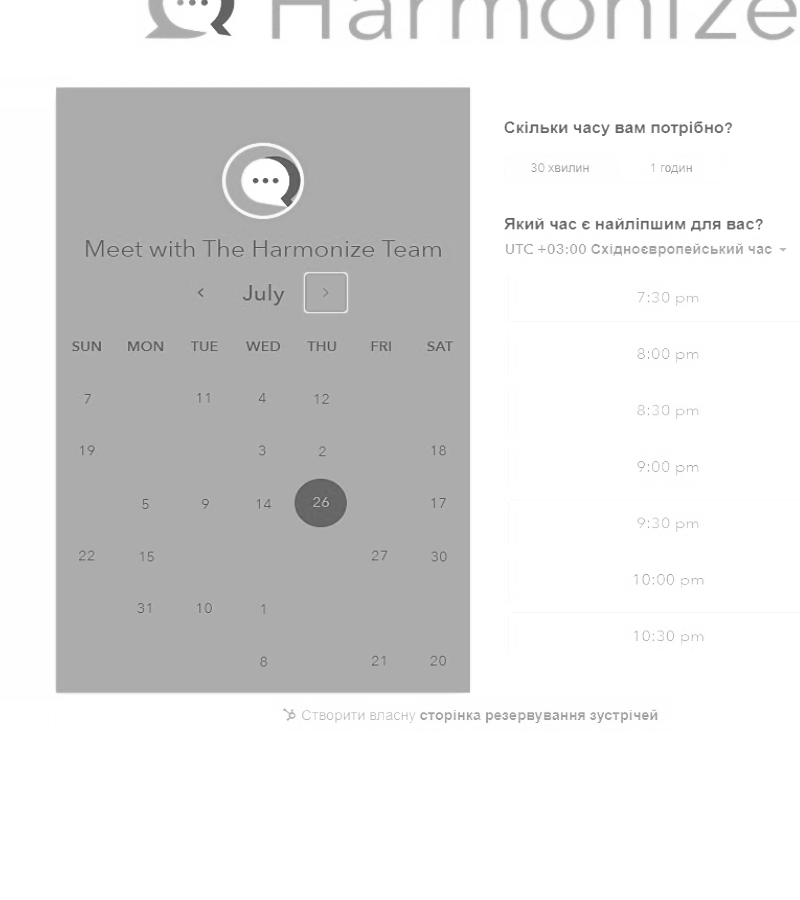 Harmonize
Meet with The Harmonize Team
July
SUN MON TUE WED THU FRI SAT
7 11 4 12
19 3 2 18
5 9 14 26 17
22 15 27 30
31 10 1
8 21 20
Скільки часу вам потрібно?
30 хвилин 1 годин
Який час є найліпшим для вас?
UTC +03:00 Східноєвропейський час
7:30 pm
8:00 pm
8:30 pm
9:00 pm
9:30 pm
10:00 pm
10:30 pm
Створити власну сторінка резервування зустрічей